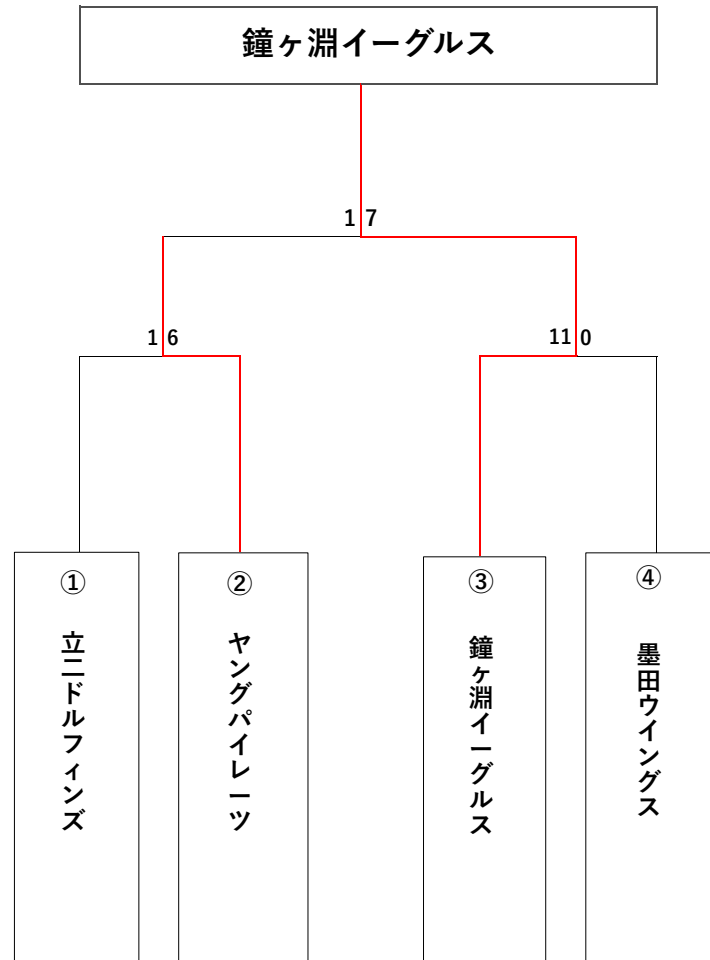 鐘ヶ淵イーグルス
1 7
1 6
11 0
①
立ニドルフィンズ
②
ヤングパイレーツ
③
鐘ヶ淵イーグルス
④
墨田ウイングス